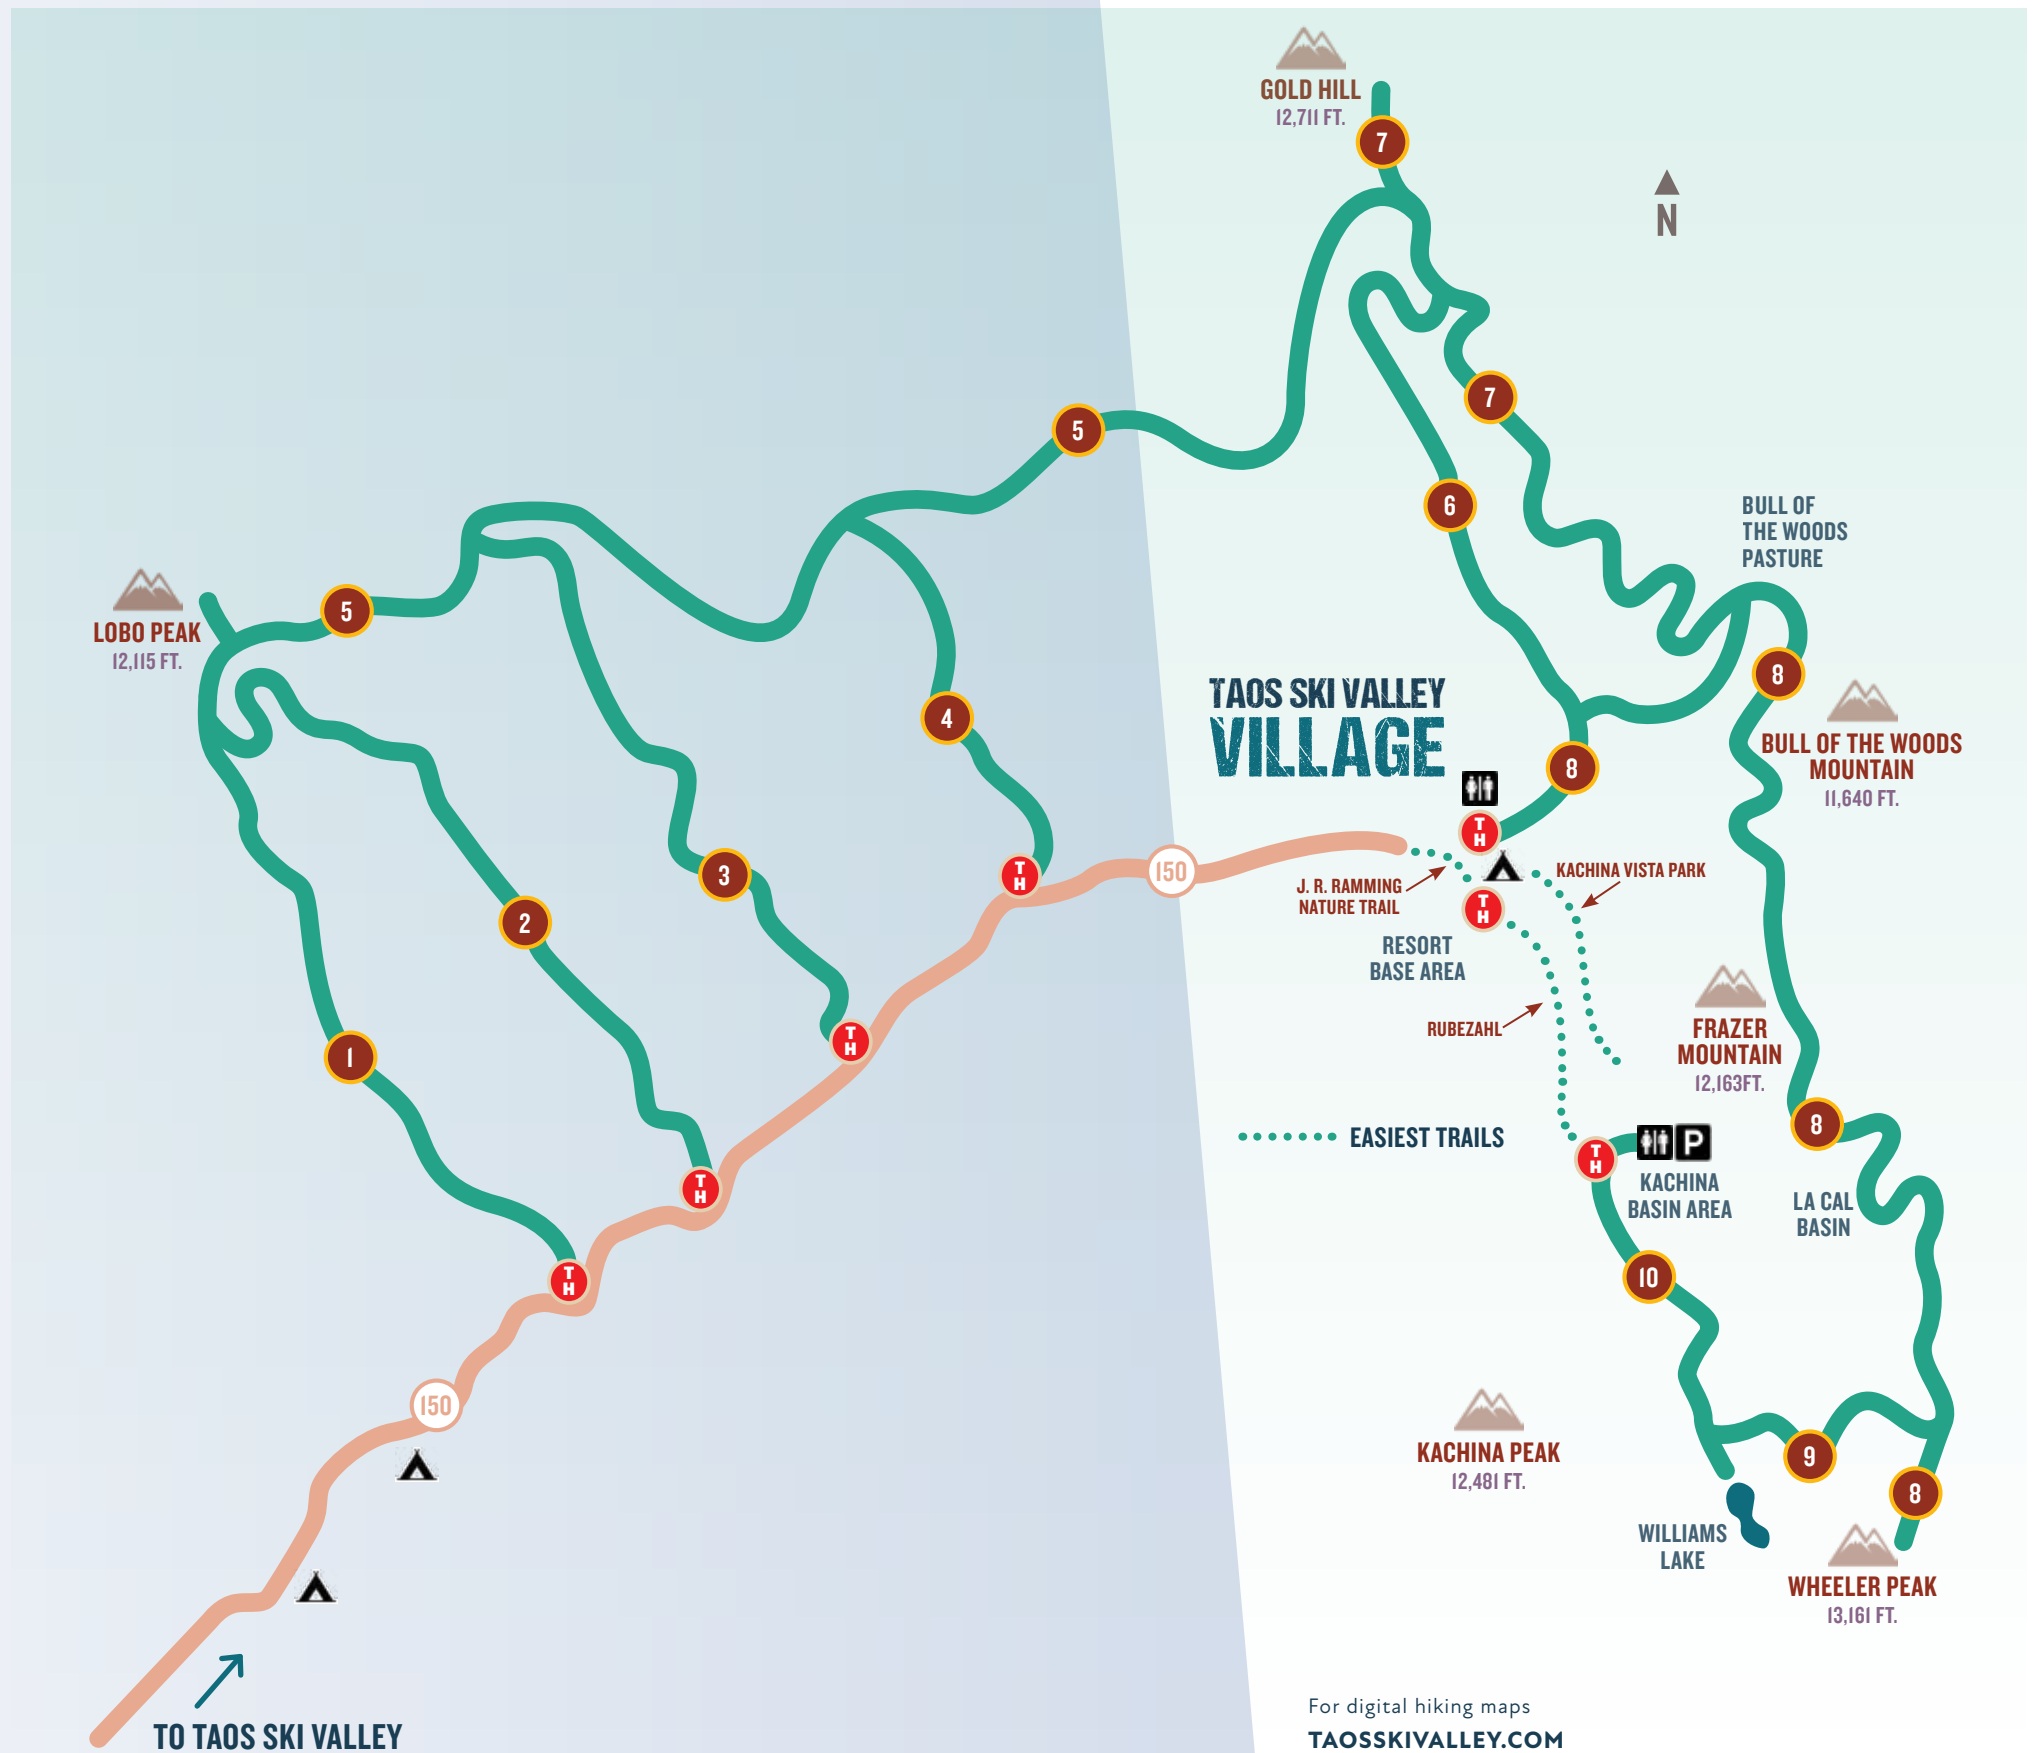 GOLD HILL
12,711 FT.
7
N
7
5
6
BULL OF
THE WOODS
PASTURE
5
LOBO PEAK
12,115 FT.
8
4
TAOS SKI VALLEY
VILLAGE
BULL OF THE WOODS
MOUNTAIN
11,640 FT.
8
T
H
3
T
H
150
J. R. RAMMING
NATURE TRAIL
KACHINA VISTA PARK
T
H
2
RESORT
BASE AREA
RUBEZAHL
FRAZER
MOUNTAIN
12,163FT.
1
T
H
EASIEST TRAILS
8
T
H
P
KACHINA
BASIN AREA
LA CAL
BASIN
T
H
T
H
10
150
KACHINA PEAK
12,481 FT.
9
8
WILLIAMS
LAKE
WHEELER PEAK
13,161 FT.
TO TAOS SKI VALLEY
For digital hiking maps
TAOSSKIVALLEY.COM